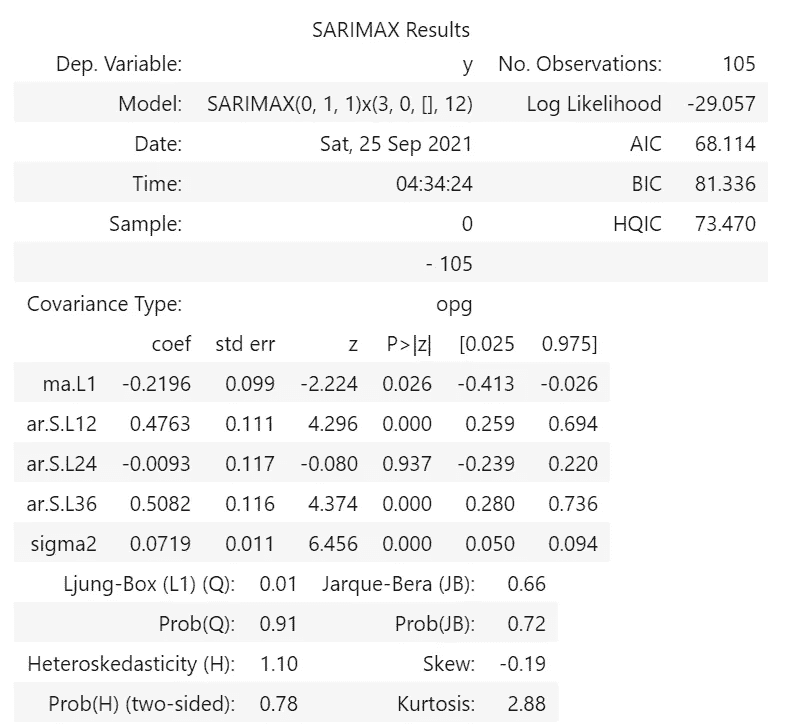 SARIMAX Results
Dep. Variable: y No. Observations: 105
Model: SARIMAX(0, 1, 1)x(3, 0, [], 12) Log Likelihood -29.057
Date: Sat, 25 Sep 2021 AIC 68.114
Time: 04:34:24 BIC 81.336
Sample: 0 HQIC 73.470
- 105
Covariance Type: opg
coef std err z P>|z| [0.025 0.975]
ma.L1 -0.2196 0.099 -2.224 0.026 -0.413 -0.026
ar.S.L12 0.4763 0.111 4.296 0.000 0.259 0.694
ar.S.L24 -0.0093 0.117 -0.080 0.937 -0.239 0.220
ar.S.L36 0.5082 0.116 4.374 0.000 0.280 0.736
sigma2 0.0719 0.011 6.456 0.000 0.050 0.094
Ljung-Box (L1) (Q): 0.01 Jarque-Bera (JB): 0.66
Prob(Q): 0.91 Prob(JB): 0.72
Heteroskedasticity (H): 1.10 Skew: -0.19
Prob(H) (two-sided): 0.78 Kurtosis: 2.88